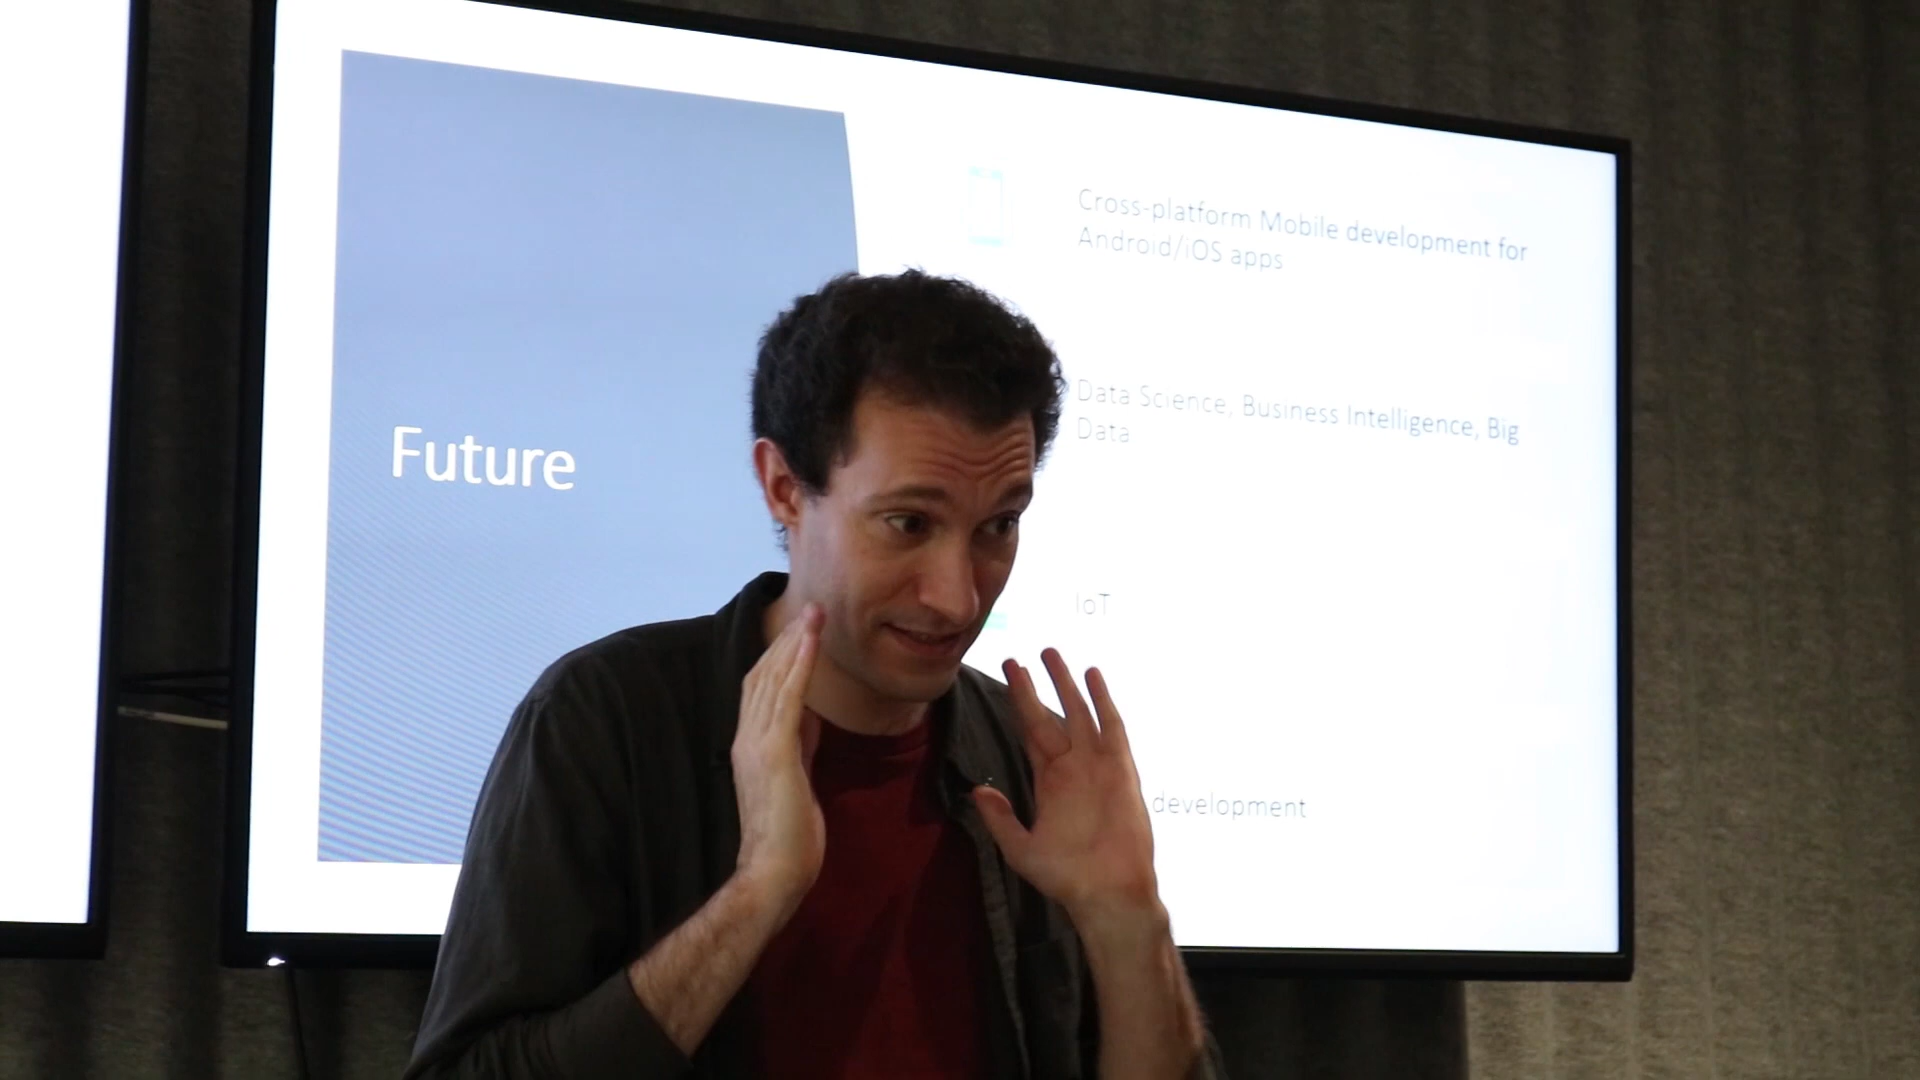 Future
Cross-platform Mobile development for
Android/iOS apps
Data Science, Business Intelligence, Big
Data
IoT
development